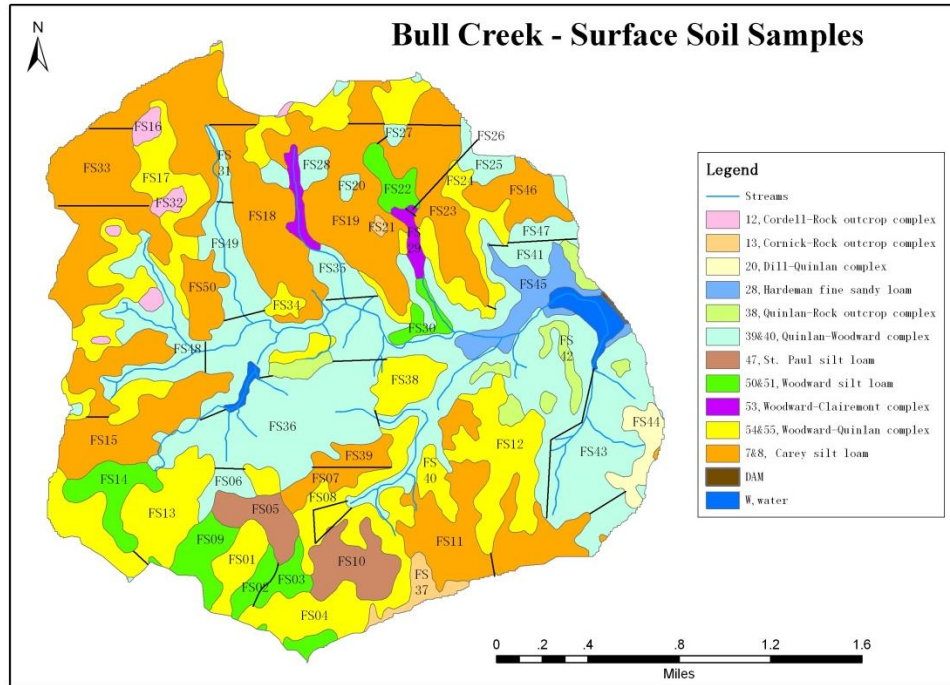 Bull Creek - Surface Soil Samples
N
FS16
FS27
FS26
FS33
FS
31
FS28
FS25
FS17
FS20
FS22
FS24
FS46
FS32
FS18
FS19
FS21
FS23
FS
29
FS47
FS49
FS35
FS41
FS50
FS45
FS34
FS30
FS48
FS
42
FS38
FS36
FS15
FS39
FS12
FS44
FS43
FS14
FS06
FS07
FS
40
FS08
FS05
FS13
FS09
FS01
FS10
FS11
FS02
FS03
FS
37
FS04
Legend
Streams
12, Cordell-Rock outcrop complex
13, Cornick-Rock outcrop complex
20, Dill-Quinlan complex
28, Hardeman fine sandy loam
38, Quinlan-Rock outcrop complex
39&40, Quinlan-Woodward complex
47, St. Paul silt loam
50&51, Woodward silt loam
53, Woodward-Clairemont complex
54&55, Woodward-Quinlan complex
7&8, Carey silt loam
DAM
W, water
0 .2 .4 .8 1.2 1.6
Miles